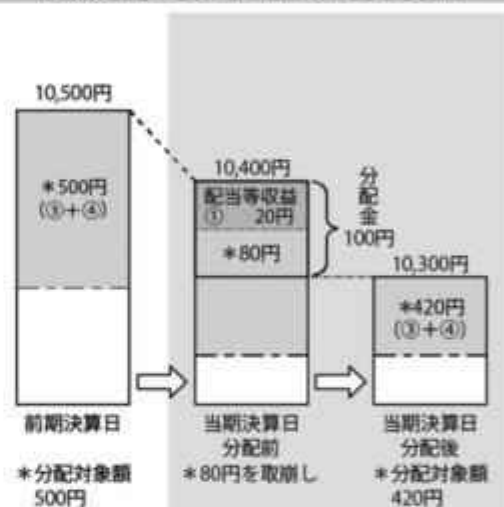 10,500円
*500円
(③+④)
10,400円
配当等収益
① 20円
*80円
分配金
100円
10,300円
*420円
(③+④)
前期決算日
*分配対象額
500円
当期決算日
分配前
*80円を取崩し
当期決算日
分配後
*分配対象額
420円